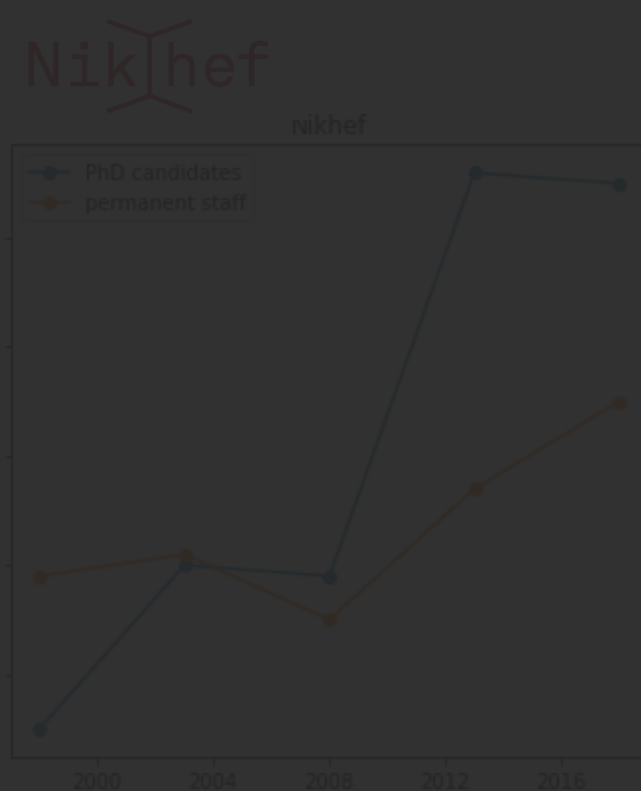 Nikhef
Nikhef
PhD candidates
permanent staff
2000 2004 2008 2012 2016